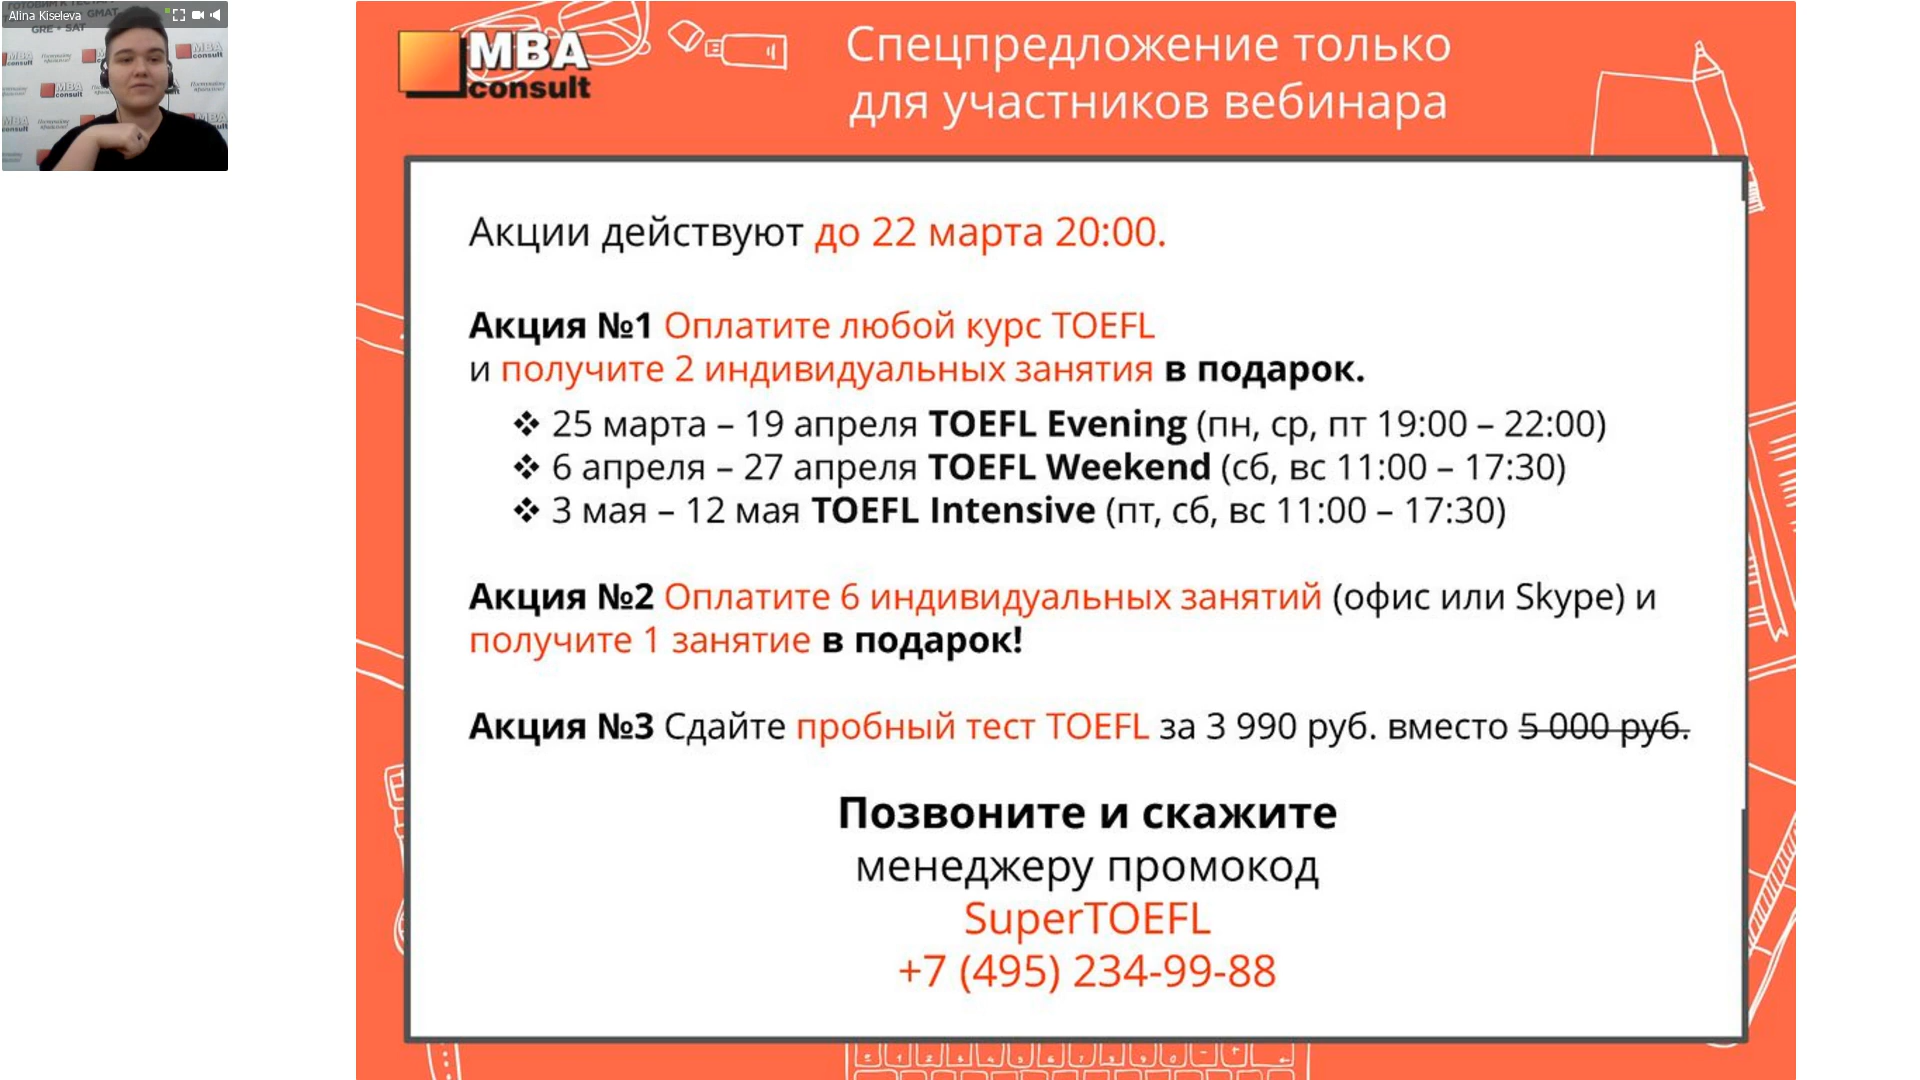 Alina Kiseleva
GMAT
GRE • SAT
MBA
consult
Спецпредложение только
для участников вебинара
Акции действуют до 22 марта 20:00.
Акция №1 Оплатите любой курс TOEFL
и получите 2 индивидуальных занятия в подарок.
❖ 25 марта – 19 апреля TOEFL Evening (пн, ср, пт 19:00 – 22:00)
❖ 6 апреля – 27 апреля TOEFL Weekend (сб, вс 11:00 – 17:30)
❖ 3 мая – 12 мая TOEFL Intensive (пт, сб, вс 11:00 – 17:30)
Акция №2 Оплатите 6 индивидуальных занятий (офис или Skype) и
получите 1 занятие в подарок!
Акция №3 Сдайте пробный тест TOEFL за 3 990 руб. вместо 5 000 руб.
Позвоните и скажите
менеджеру промокод
SuperTOEFL
+7 (495) 234-99-88